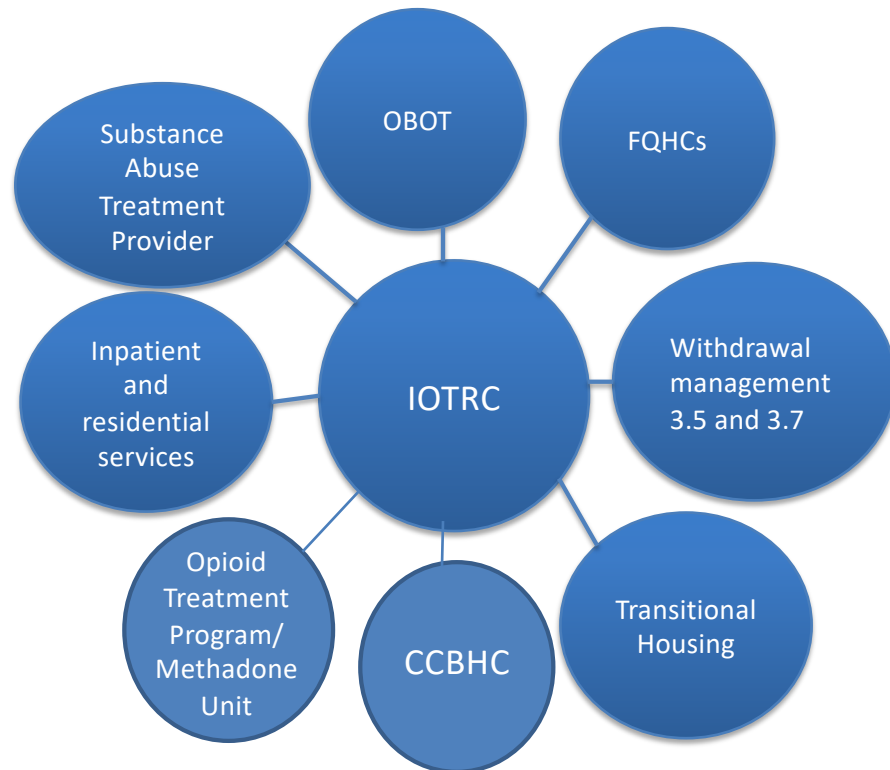 OBOT
FQHCs
Substance
Abuse
Treatment
Provider
Withdrawal
management
3.5 and 3.7
Inpatient
and
residential
services
IOTRC
Opioid
Treatment
Program/
Methadone
Unit
CCBHC
Transitional
Housing